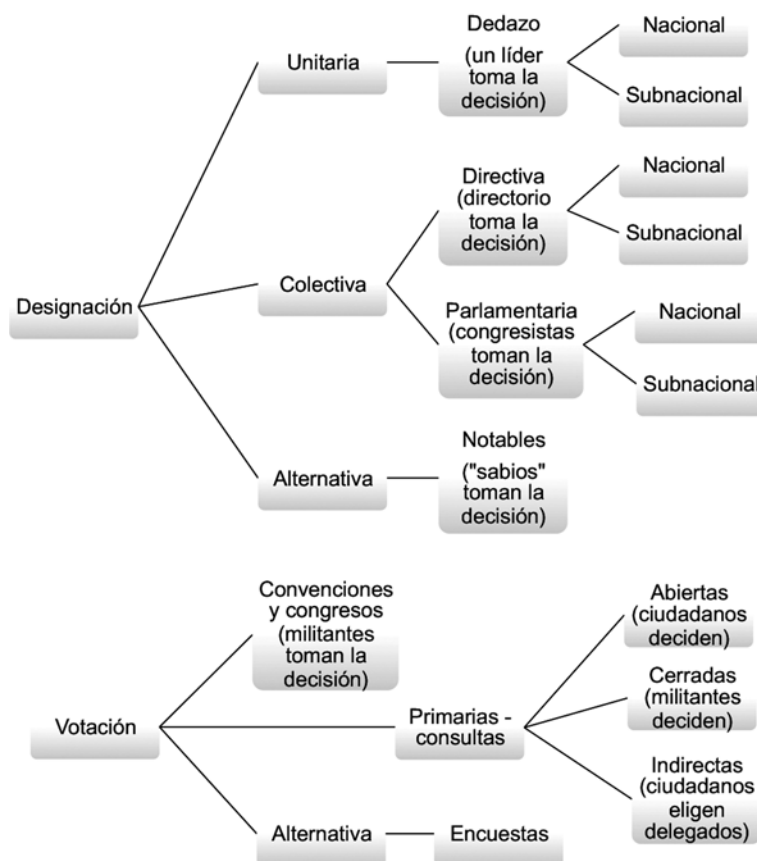 Designación
Unitaria
Dedazo
(un líder
toma la
decisión)
Nacional
Subnacional
Colectiva
Directiva
(directorio
toma la
decisión)
Nacional
Subnacional
Parlamentaria
(congresistas
toman la
decisión)
Nacional
Subnacional
Alternativa
Notables
("sabios"
toman la
decisión)
Votación
Convenciones
y congresos
(militantes
toman la
decisión)
Primarias -
consultas
Abiertas
(ciudadanos
deciden)
Cerradas
(militantes
deciden)
Indirectas
(ciudadanos
eligen
delegados)
Alternativa
Encuestas